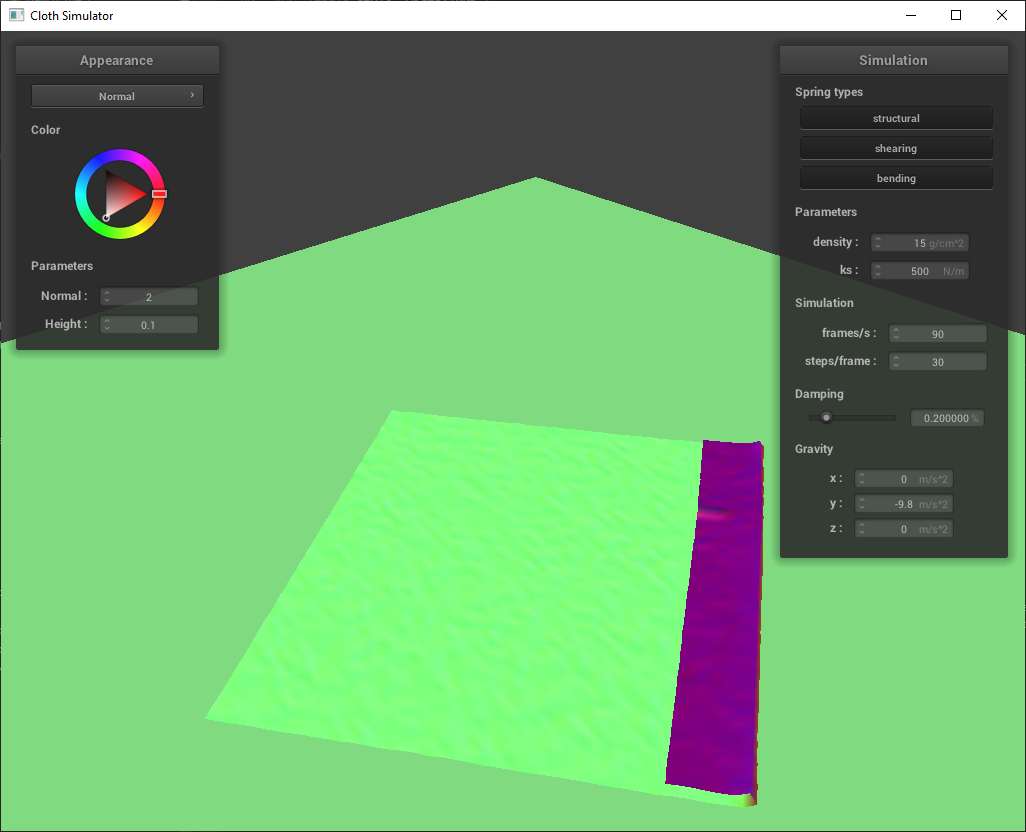 Cloth Simulator
Appearance
Normal
Color
Parameters
Normal : 2
Height : 0.1
Simulation
Spring types
structural
shearing
bending
Parameters
density : 15 g/cm^2
ks : 500 N/m
Simulation
frames/s : 90
steps/frame : 30
Damping
0.200000 %
Gravity
x : 0 m/s^2
y : -9.8 m/s^2
z : 0 m/s^2